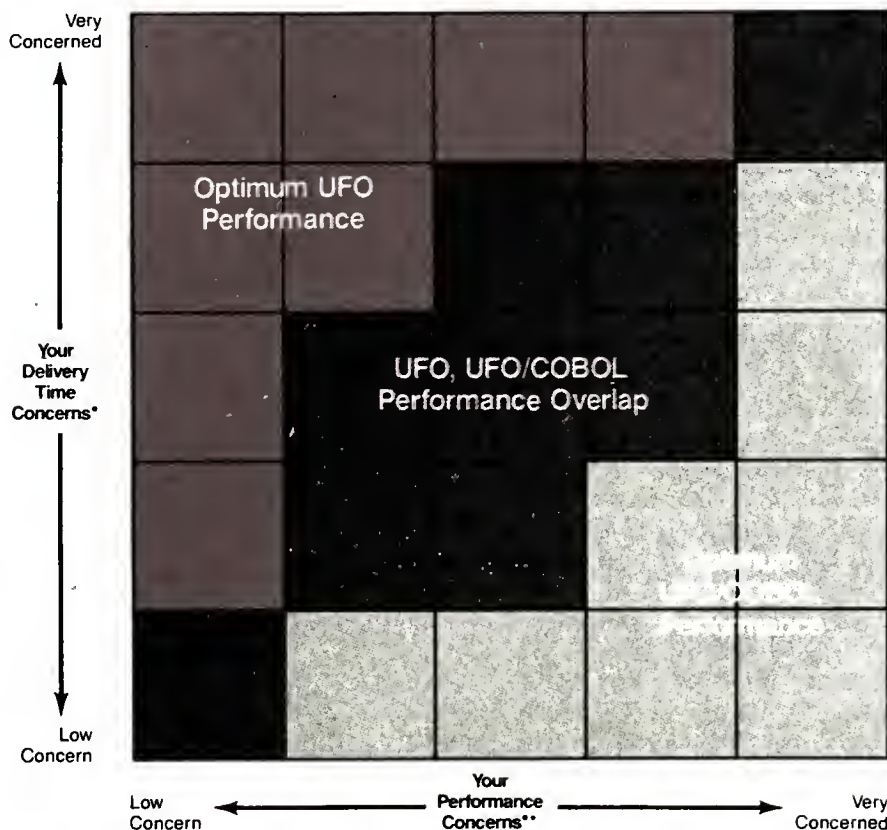 Very
Concerned
Optimum UFO
Performance
Your
Delivery
Time
Concerns*
UFO, UFO/COBOL
Performance Overlap
Low
Concern
Low
Concern
Your
Performance
Concerns**
Very
Concerned